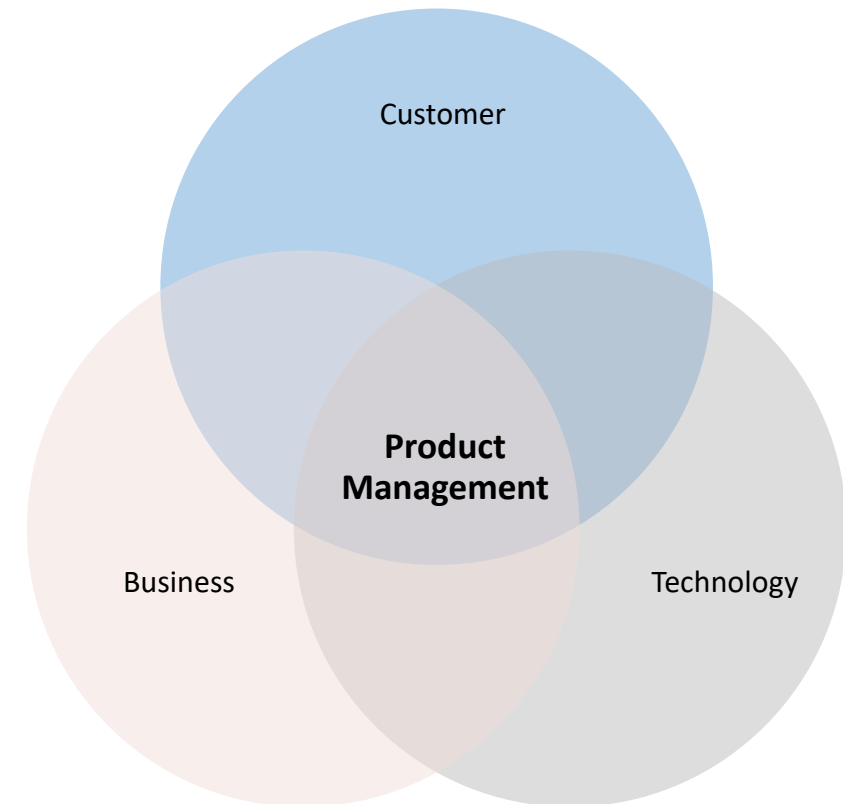 Customer
Product
Management
Business
Technology